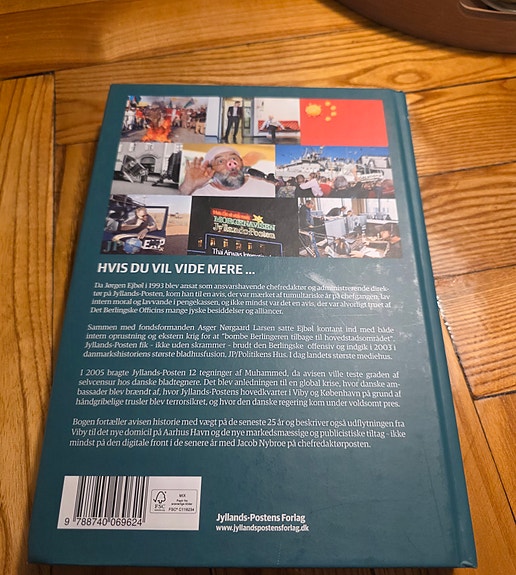 MORGENAVISEN
Jyllands-Posten
Thai Airways International
HVIS DU VIL VIDE MERE ...
Da Jørgen Ejbøl i 1993 blev ansat som ansvarshavende chefredaktør og administrerende direk-
tør på Jyllands-Posten, kom han til en avis, der var mærket af tumultariske år på chefgangen, lav
intern moral og lavvande i pengekassen, og ikke mindst var det en avis, der var alvorligt truet af
Det Berlingske Officins mange jyske besiddelser og alliancer.
Sammen med fondsformanden Asger Nørgaard Larsen satte Ejbøl kontant ind med både
intern oprustning og ekstern krig for at "bombe Berlingeren tilbage til hovedstadsområdet".
Jyllands-Posten fik - ikke uden skrammer - brudt den Berlingske offensiv og indgik i 2003 i
danmarkshistoriens største bladhusfusion, JP/Politikens Hus. I dag landets største mediehus.
I 2005 bragte Jyllands-Posten 12 tegninger af Muhammed, da avisen ville teste graden af
selvcensur hos danske bladtegnere. Det blev anledningen til en global krise, hvor danske am-
bassader blev brændt af, hvor Jyllands-Postens hovedkvarter i Viby og København på grund af
håndgribelige trusler blev terrorsikret, og hvor den danske regering kom under voldsomt pres.
Bogen fortæller avisen historie med vægt på de seneste 25 år og beskriver også udflytningen fra
Viby til det nye domicil på Aarhus Havn og de nye markedsmæssige og publicistiske tiltag - ikke
mindst på den digitale front i de senere år med Jacob Nybroe på chefredaktørposten.
MIX
FSC
FSC® C119234
9 788740 069624
Jyllands-Postens Forlag
www.jyllandspostensforlag.dk